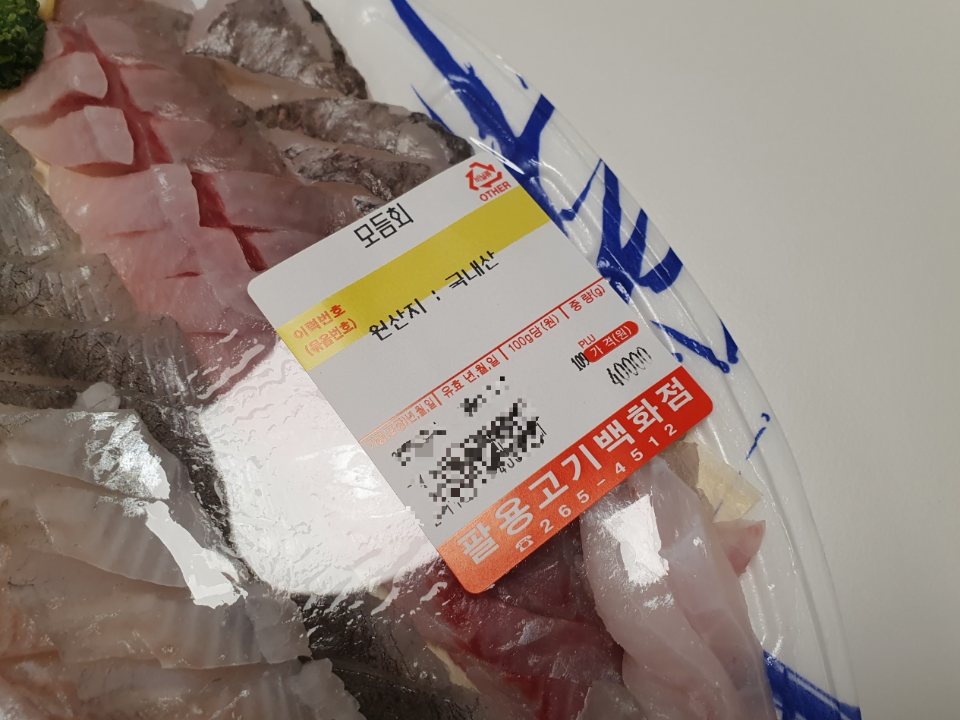 OTHER
모듬회
이력번호
(묶음번호)
원산지 : 국내산
유효 년,월,일 | 100g당(원) | 중 량(g)
PLU
가 격(원)
40000
팔용고기백화점
☎265-4512